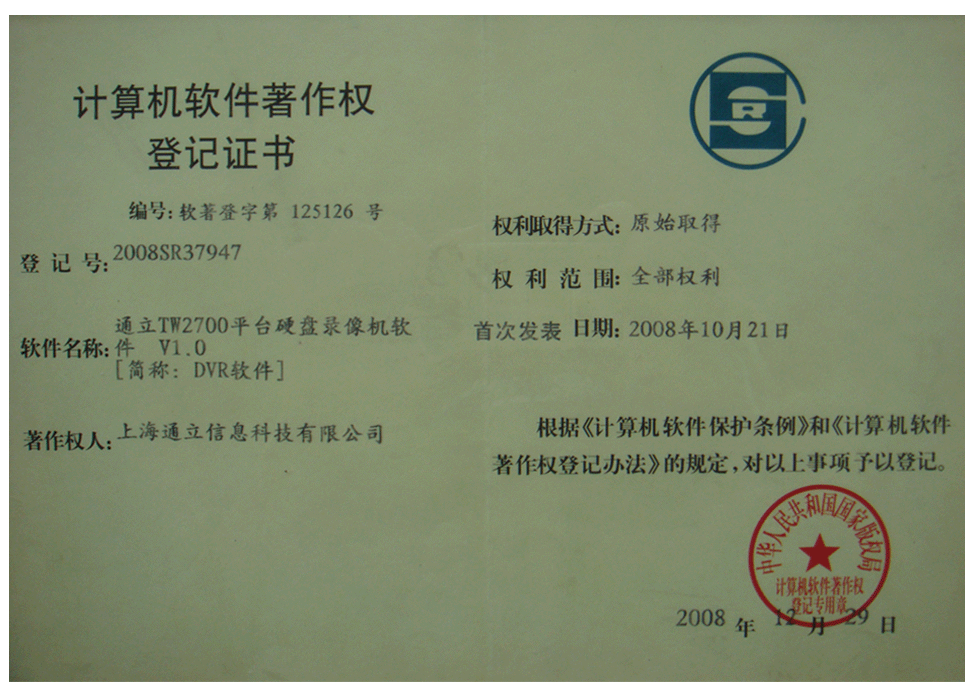 计算机软件著作权
登记证书
编号: 软著登字第 125126 号
登记号: 2008SR37947
软件名称: 通立TW2700平台硬盘录像机软
件 V1.0
[简称: DVR软件]
著作权人: 上海通立信息科技有限公司
SR
权利取得方式: 原始取得
权利范围: 全部权利
首次发表 日期: 2008年10月21日
根据《计算机软件保护条例》和《计算机软件
著作权登记办法》的规定,对以上事项予以登记。
中华人民共和国国家版权局
计算机软件著作权
登记专用章
2008 年 12 月 29 日